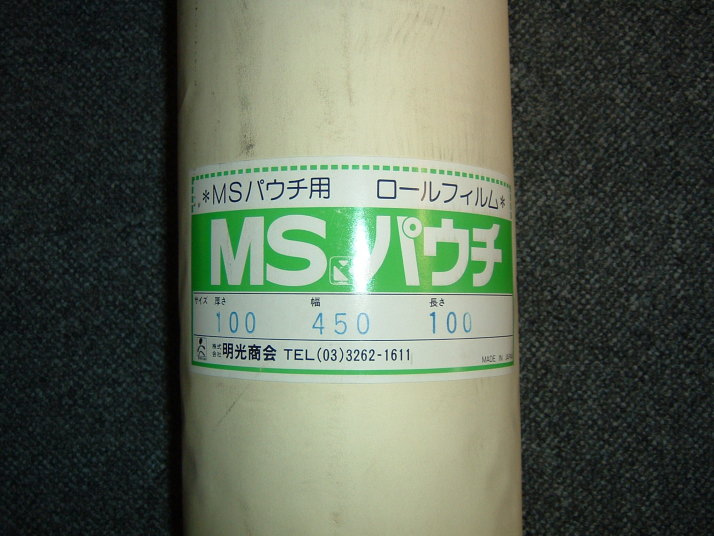 *MSパウチ用 ロールフィルム*
MSパウチ
サイズ 厚さ 幅 長さ
100 450 100
株式会社 明光商会 TEL(03)3262-1611
MADE IN JAPAN